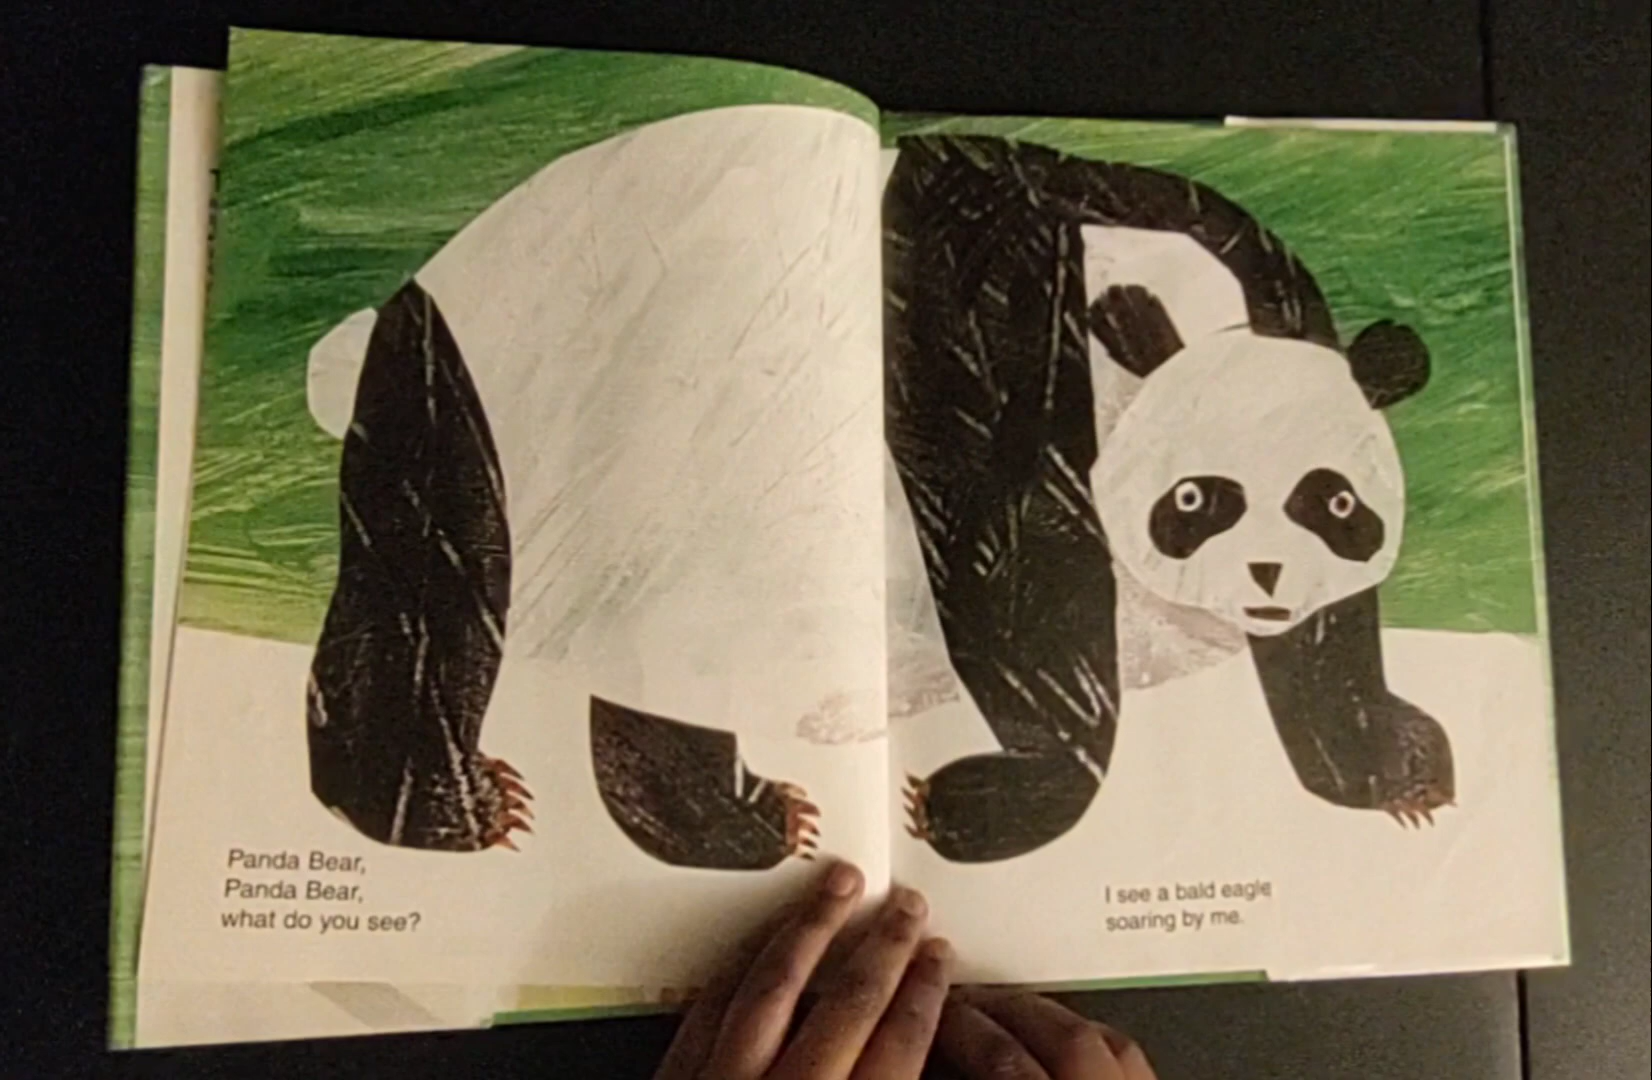 Panda Bear,
Panda Bear,
what do you see?
I see a bald eagle
soaring by me.